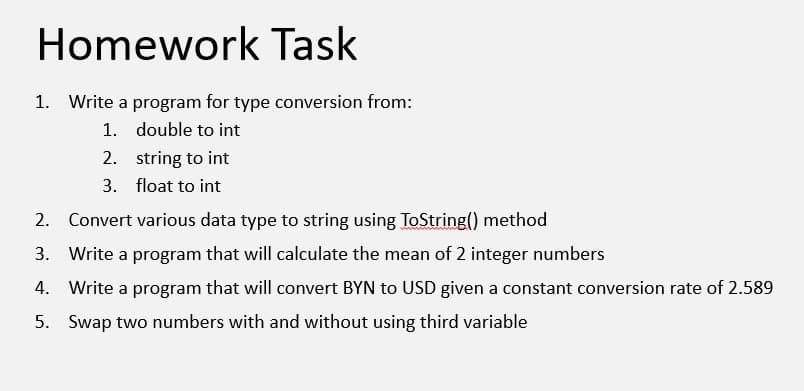 Homework Task
1. Write a program for type conversion from:
1. double to int
2. string to int
3. float to int
2. Convert various data type to string using ToString() method
3. Write a program that will calculate the mean of 2 integer numbers
4. Write a program that will convert BYN to USD given a constant conversion rate of 2.589
5. Swap two numbers with and without using third variable